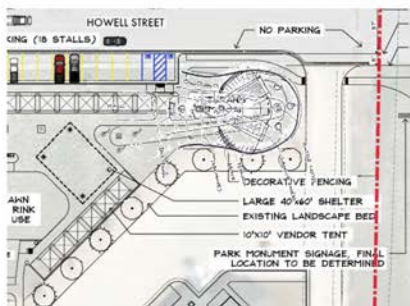 HOWELL STREET
NO PARKING
KING (18 STALLS)
DECORATIVE FENCING
LARGE 40'x60' SHELTER
AWN
RINK
USE
EXISTING LANDSCAPE BED
10'X10' VENDOR TENT
PARK MONUMENT SIGNAGE, FINAL
LOCATION TO BE DETERMINED